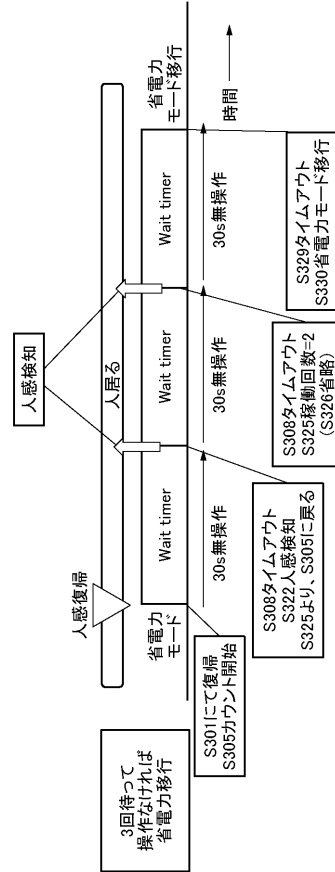 3回待って
操作なければ
省電力移行
人感検知
人感復帰
人居る
省電力
モード
Wait timer
Wait timer
Wait timer
省電力
モード移行
30s無操作
30s無操作
30s無操作
時間
S301にて復帰
S305カウント開始
S308タイムアウト
S322人感検知
S325より、S305に戻る
S308タイムアウト
S325稼働回数=2
(S326省略)
S329タイムアウト
S330省電力モード移行